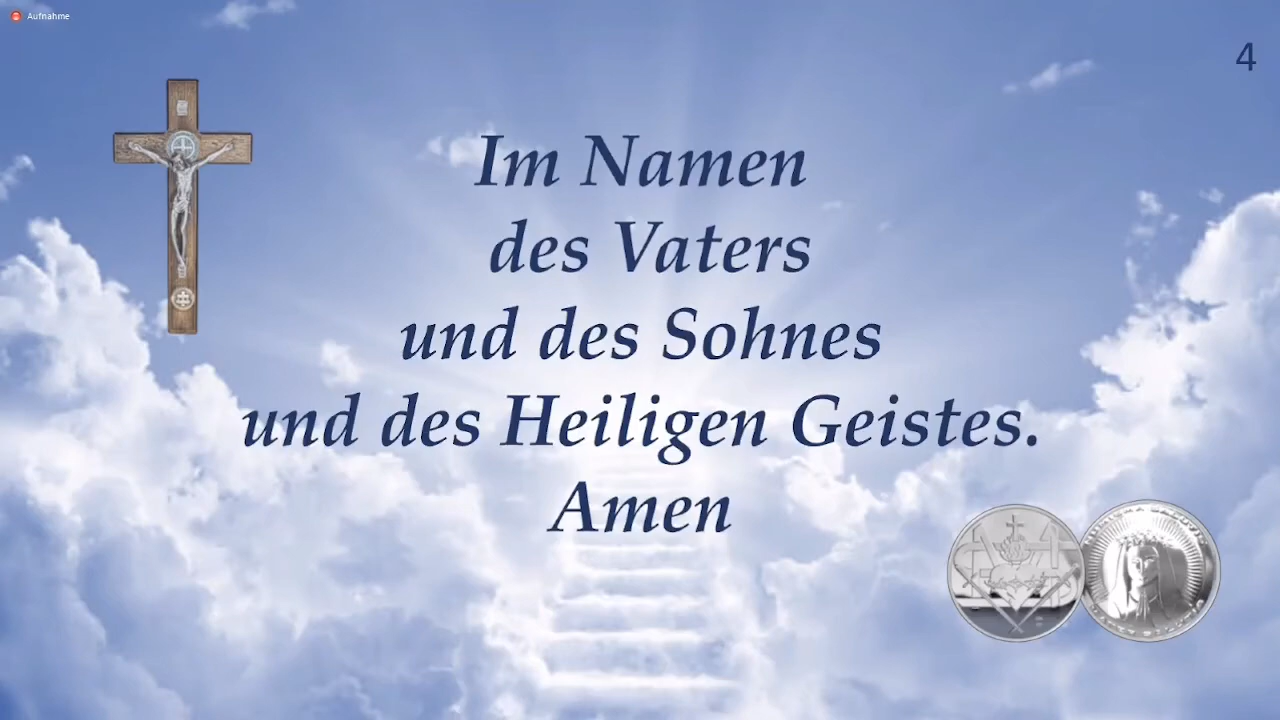 Aufnahme
4
Im Namen
des Vaters
und des Sohnes
und des Heiligen Geistes.
Amen